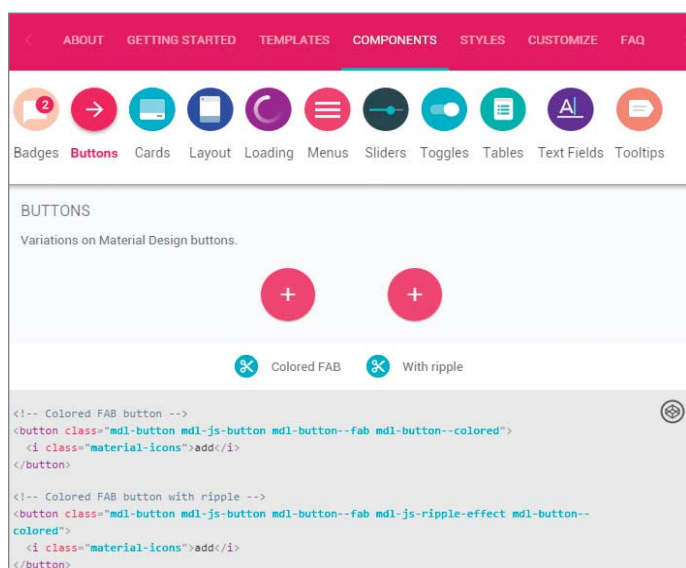 ABOUT GETTING STARTED TEMPLATES COMPONENTS STYLES CUSTOMIZE FAQ
2
A
Badges Buttons Cards Layout Loading Menus Sliders Toggles Tables Text Fields Tooltips
BUTTONS
Variations on Material Design buttons.
+ +
Colored FAB With ripple
<!-- Colored FAB button -->
<button class="mdl-button mdl-js-button mdl-button--fab mdl-button--colored">
<i class="material-icons">add</i>
</button>
<!-- Colored FAB button with ripple -->
<button class="mdl-button mdl-js-button mdl-button--fab mdl-js-ripple-effect mdl-button--
colored">
<i class="material-icons">add</i>
</button>